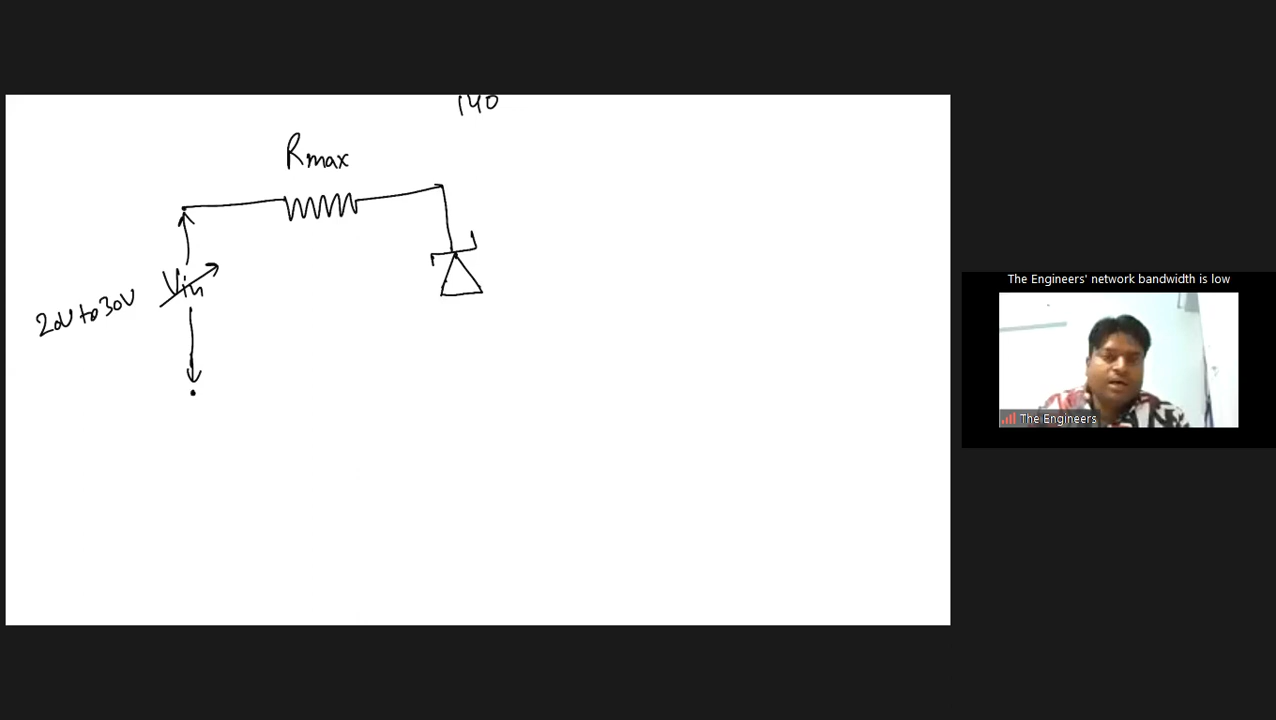 140
Rmax
The Engineers' network bandwidth is low
Vin
20V to 30V
The Engineers